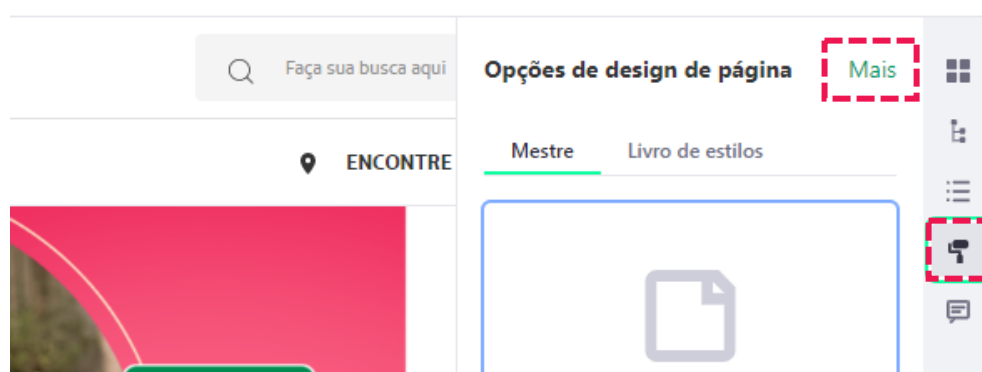 Faça sua busca aqui
Opções de design de página
Mais
Mestre
Livro de estilos
ENCONTRE